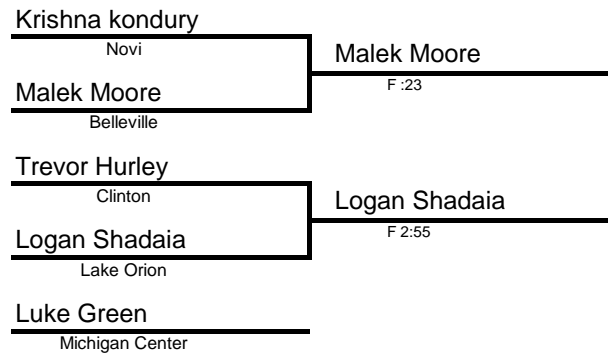 Krishna kondury
Novi
Malek Moore
F :23
Malek Moore
Belleville
Trevor Hurley
Clinton
Logan Shadaia
F 2:55
Logan Shadaia
Lake Orion
Luke Green
Michigan Center